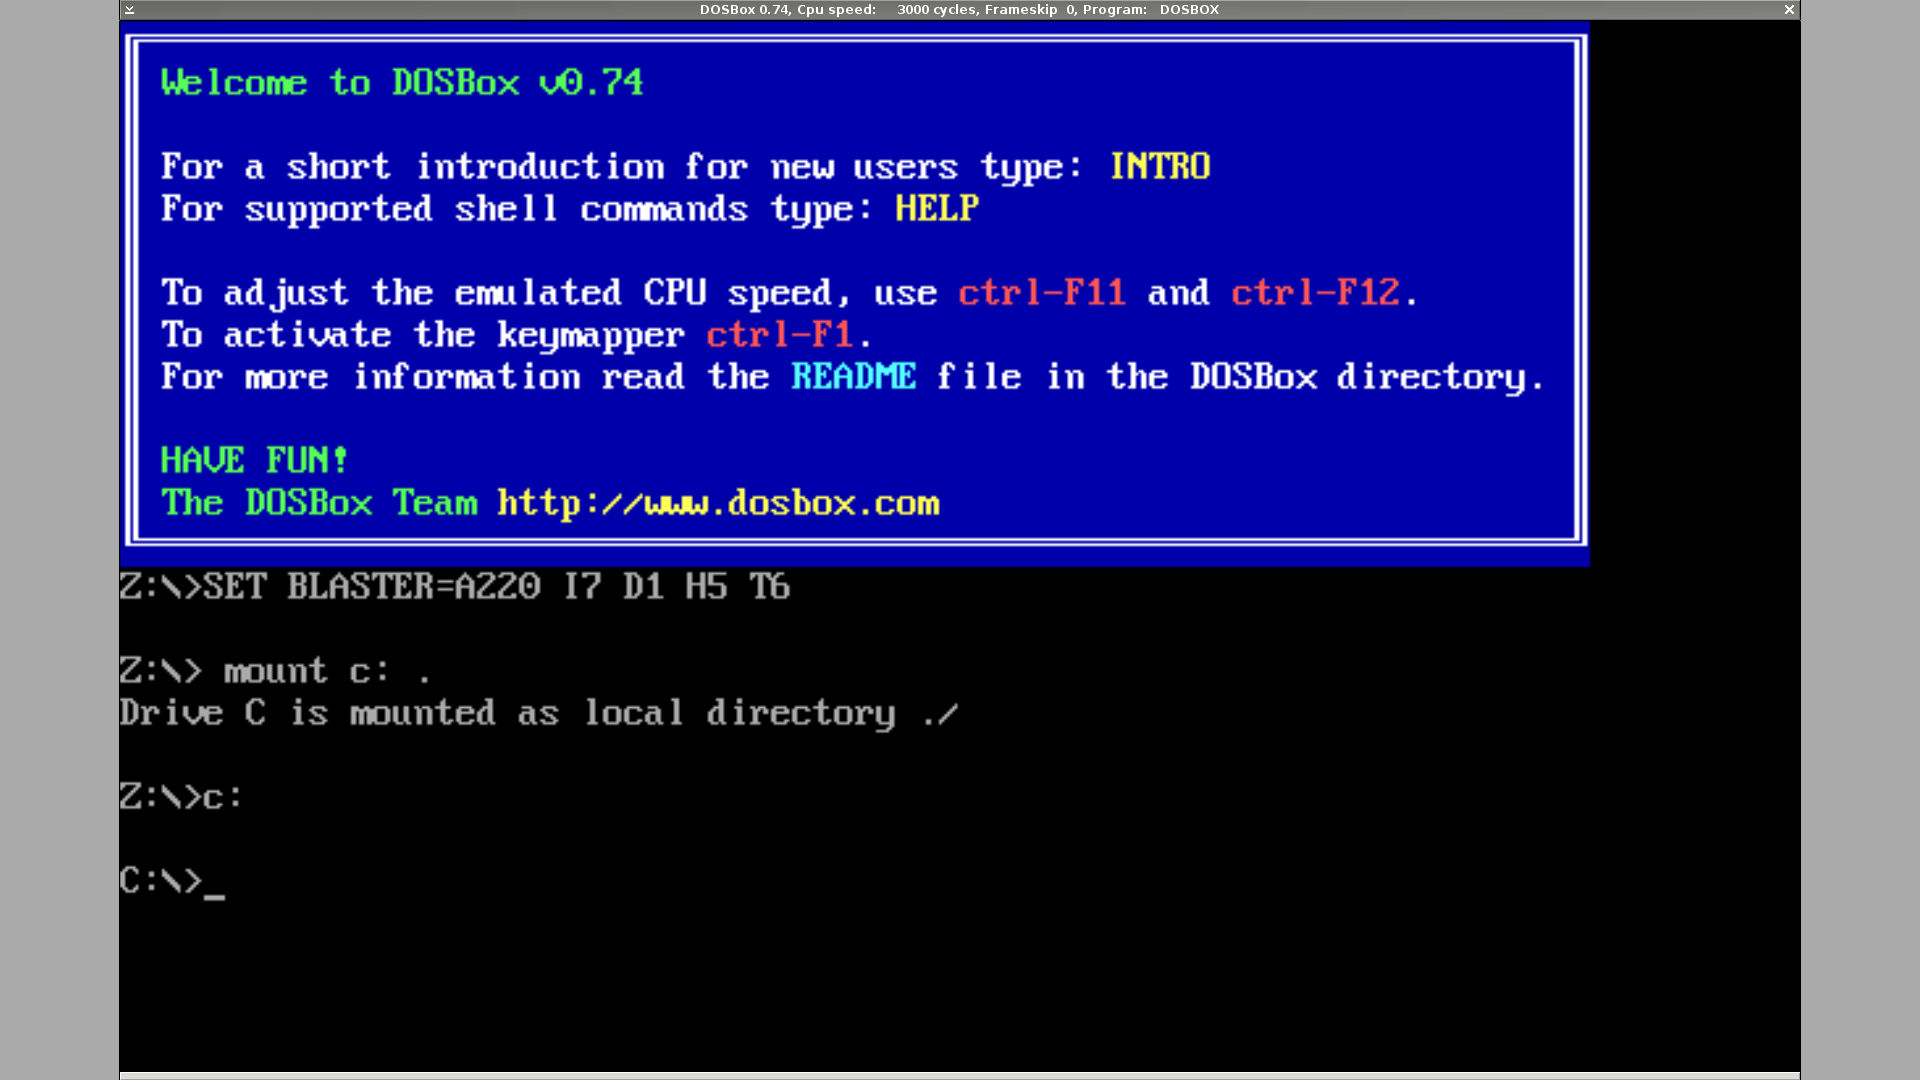 DOSBox 0.74, Cpu speed: 3000 cycles, Frameskip 0, Program: DOSBOX
Welcome to DOSBox v0.74
For a short introduction for new users type: INTRO
For supported shell commands type: HELP
To adjust the emulated CPU speed, use ctrl-F11 and ctrl-F12.
To activate the keymapper ctrl-F1.
For more information read the README file in the DOSBox directory.
HAVE FUN!
The DOSBox Team http://www.dosbox.com
Z:\>SET BLASTER=A220 I7 D1 H5 T6
Z:\> mount c: .
Drive C is mounted as local directory ./
Z:\>c:
C:\>_